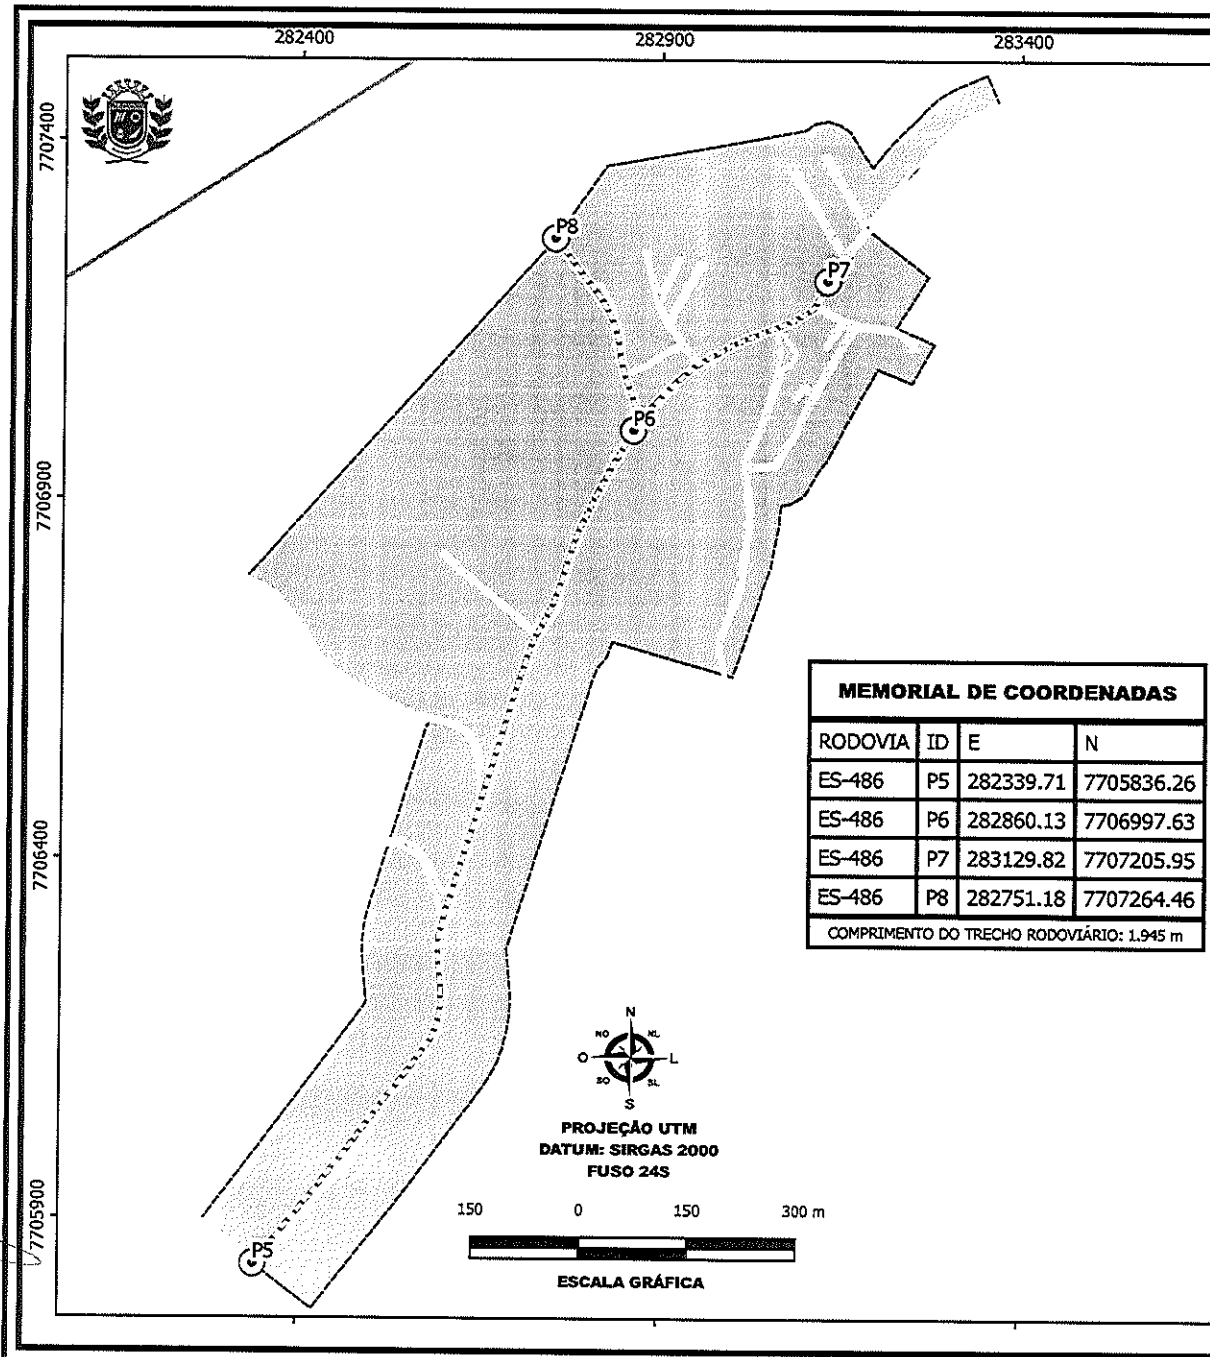 282400 282900 283400
7707400
P8
P7
P6
7706900
MEMORIAL DE COORDENADAS
RODOVIA ID E N
ES-486 P5 282339.71 7705836.26
ES-486 P6 282860.13 7706997.63
ES-486 P7 283129.82 7707205.95
ES-486 P8 282751.18 7707264.46
COMPRIMENTO DO TRECHO RODOVIÁRIO: 1.945 m
7706400
N
NO NL
O L
SO SL
S
PROJEÇÃO UTM
DATUM: SIRGAS 2000
FUSO 24S
7705900
150 0 150 300 m
P5
ESCALA GRÁFICA